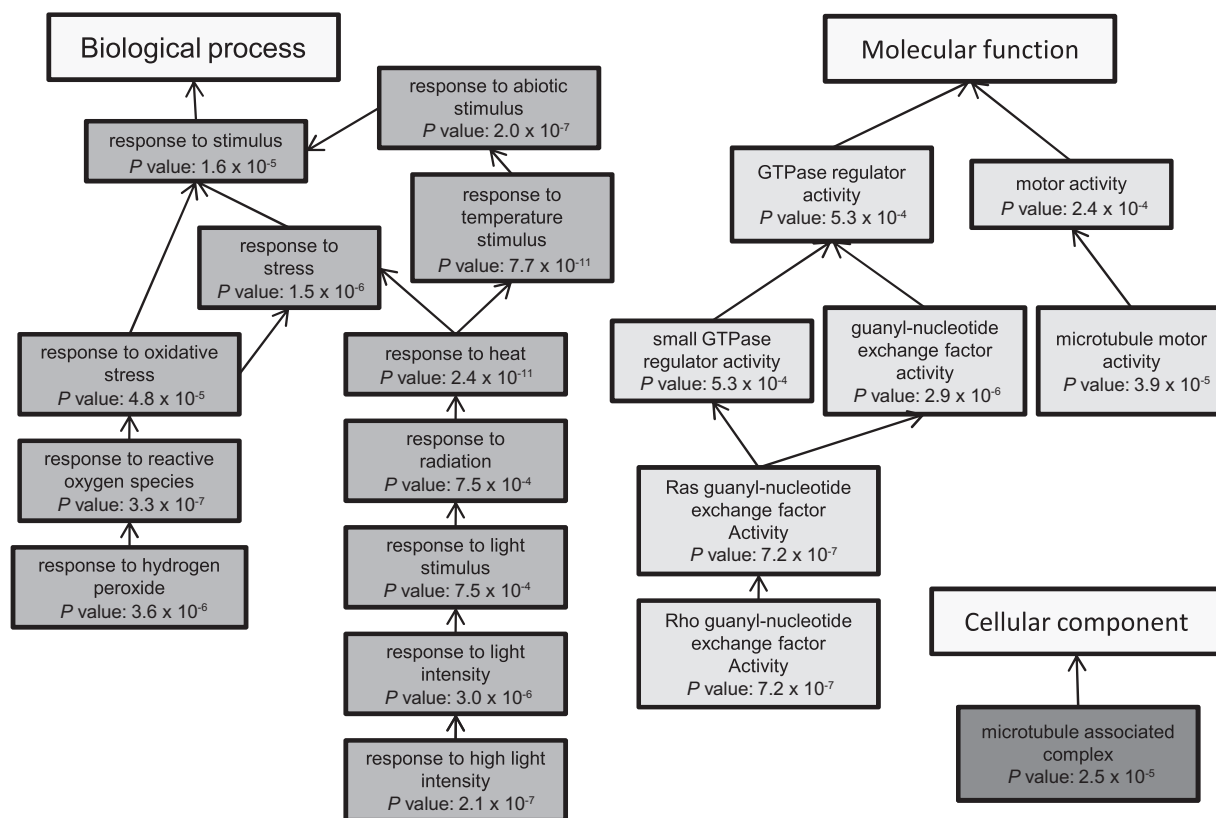 Biological process
response to abiotic
stimulus
P value: 2.0 x 10⁻⁷
response to stimulus
P value: 1.6 x 10⁻⁵
response to
temperature
stimulus
P value: 7.7 x 10⁻¹¹
response to
stress
P value: 1.5 x 10⁻⁶
response to oxidative
stress
P value: 4.8 x 10⁻⁵
response to heat
P value: 2.4 x 10⁻¹¹
response to reactive
oxygen species
P value: 3.3 x 10⁻⁷
response to
radiation
P value: 7.5 x 10⁻⁴
response to hydrogen
peroxide
P value: 3.6 x 10⁻⁶
response to light
stimulus
P value: 7.5 x 10⁻⁴
response to light
intensity
P value: 3.0 x 10⁻⁶
response to high light
intensity
P value: 2.1 x 10⁻⁷
Molecular function
GTPase regulator
activity
P value: 5.3 x 10⁻⁴
motor activity
P value: 2.4 x 10⁻⁴
small GTPase
regulator activity
P value: 5.3 x 10⁻⁴
guanyl-nucleotide
exchange factor
activity
P value: 2.9 x 10⁻⁶
microtubule motor
activity
P value: 3.9 x 10⁻⁵
Ras guanyl-nucleotide
exchange factor
Activity
P value: 7.2 x 10⁻⁷
Rho guanyl-nucleotide
exchange factor
Activity
P value: 7.2 x 10⁻⁷
Cellular component
microtubule associated
complex
P value: 2.5 x 10⁻⁵